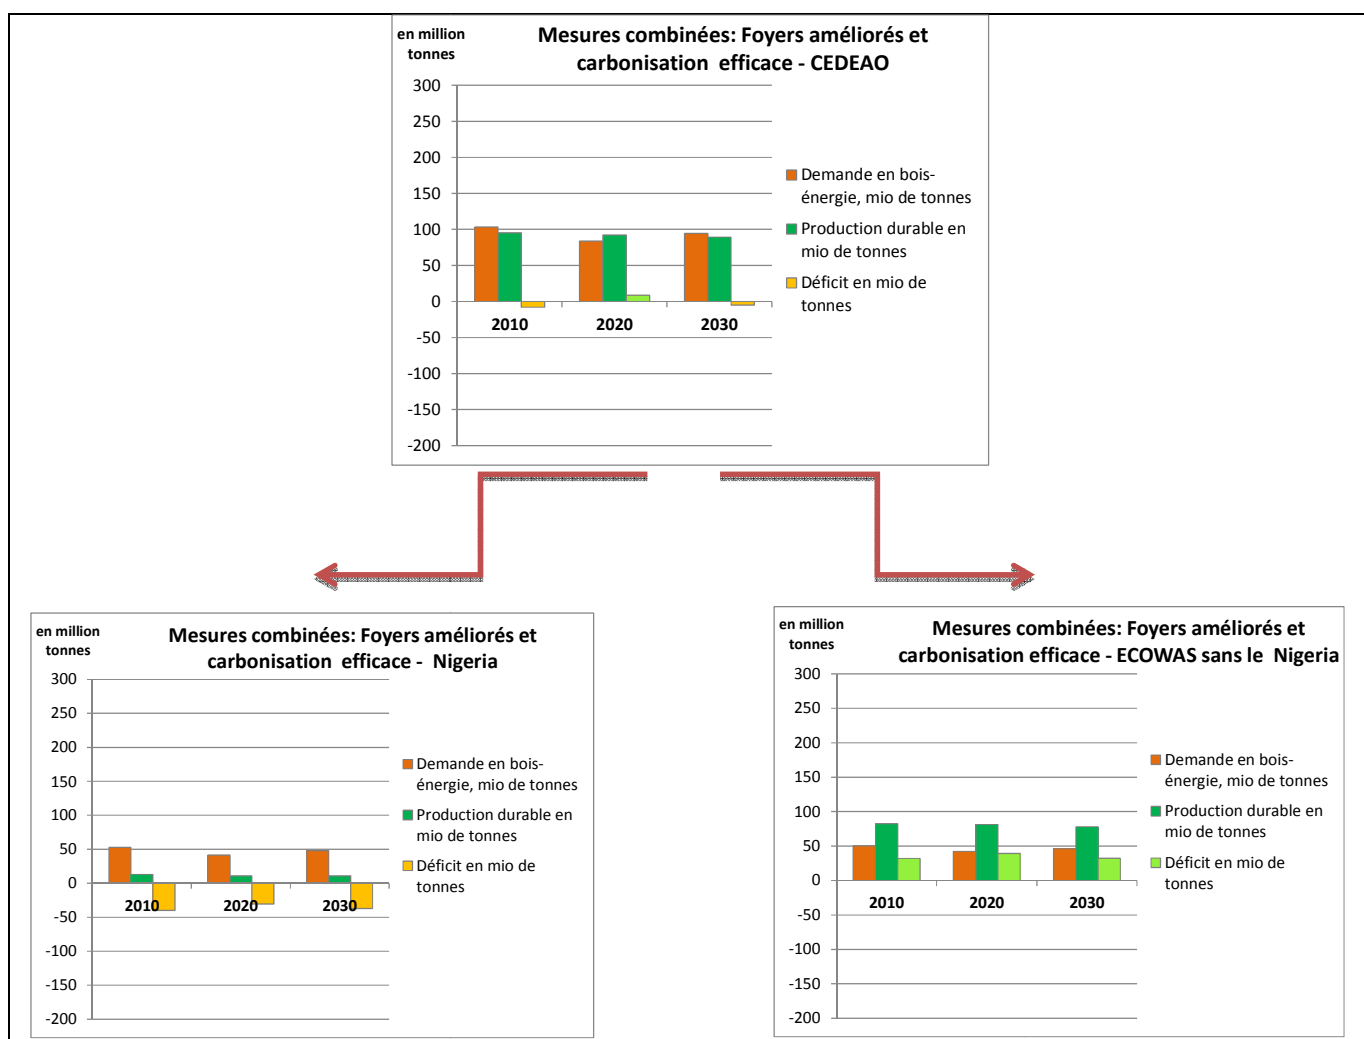 en million
tonnes
Mesures combinées: Foyers améliorés et
carbonisation efficace - CEDEAO
300
250
200
150
100
50
0
-50
-100
-150
-200
2010 2020 2030
Demande en bois-
énergie, mio de tonnes
Production durable en
mio de tonnes
Déficit en mio de
tonnes
en million
tonnes
Mesures combinées: Foyers améliorés et
carbonisation efficace - Nigeria
300
250
200
150
100
50
0
-50
-100
-150
-200
2010 2020 2030
Demande en bois-
énergie, mio de tonnes
Production durable en
mio de tonnes
Déficit en mio de
tonnes
en million
tonnes
Mesures combinées: Foyers améliorés et
carbonisation efficace - ECOWAS sans le Nigeria
300
250
200
150
100
50
0
-50
-100
-150
-200
2010 2020 2030
Demande en bois-
énergie, mio de tonnes
Production durable en
mio de tonnes
Déficit en mio de
tonnes